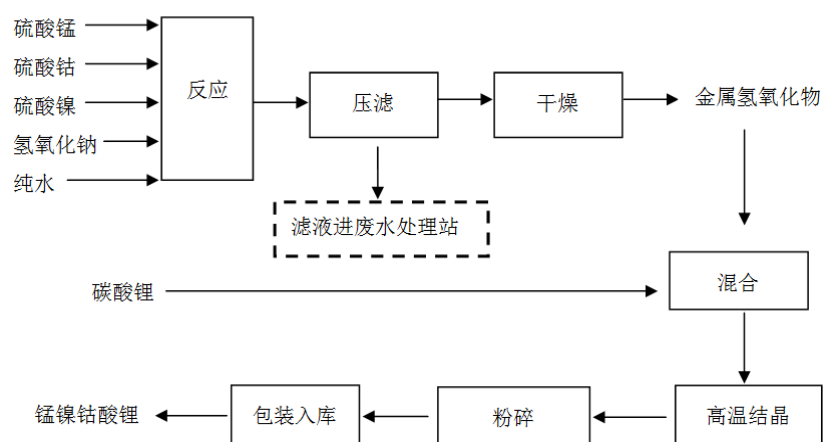 硫酸锰
硫酸钴
硫酸镍
氢氧化钠
纯水
反应
压滤
干燥
金属氢氧化物
滤液进废水处理站
碳酸锂
混合
高温结晶
粉碎
包装入库
锰镍钴酸锂